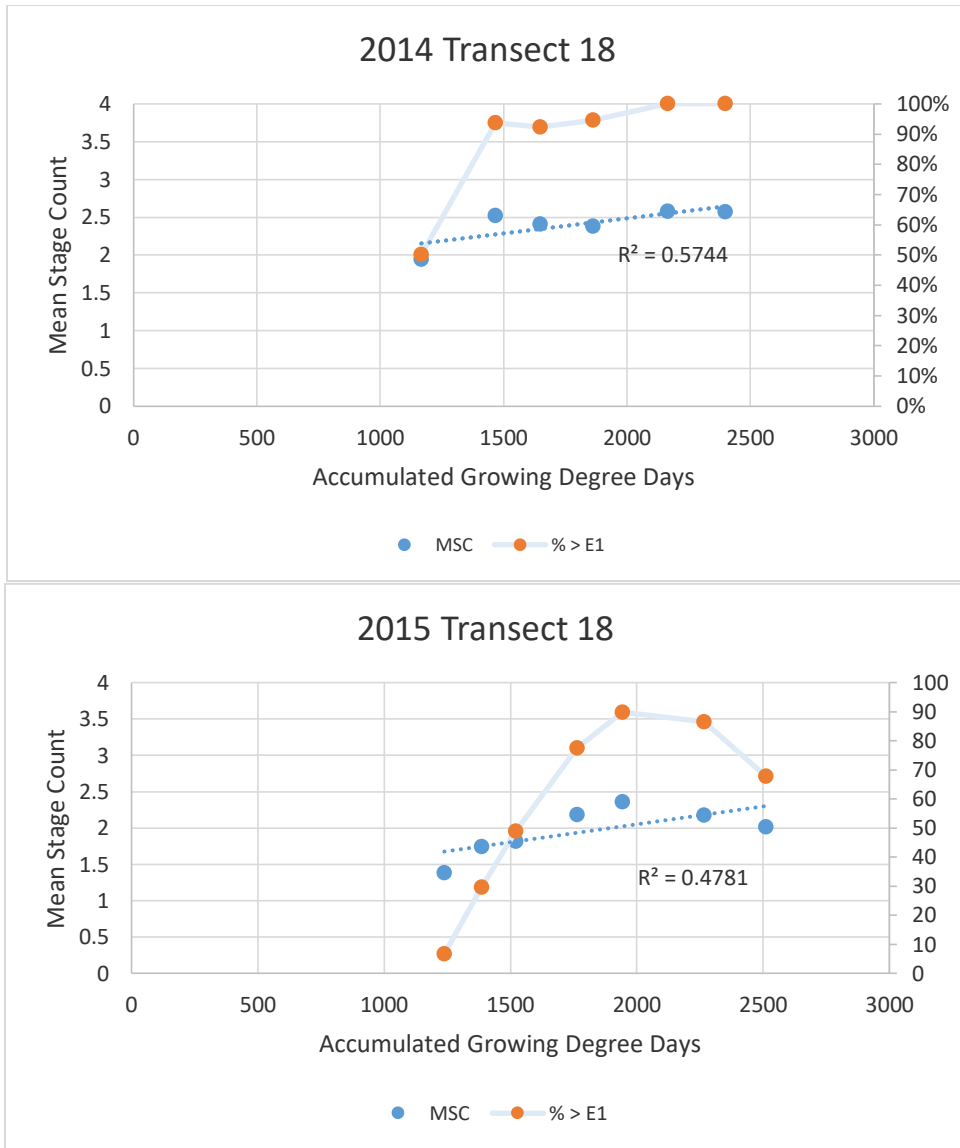 2014 Transect 18
4 100%
3.5 90%
80%
3 70%
2.5 60%
2 50%
R² = 0.5744
1.5 40%
1 30%
20%
0.5 10%
0 0%
0 500 1000 1500 2000 2500 3000
Mean Stage Count
Accumulated Growing Degree Days
MSC % > E1
2015 Transect 18
4 100
3.5 90
80
3 70
2.5 60
2 50
1.5 40
R² = 0.4781
1 30
20
0.5 10
0 0
0 500 1000 1500 2000 2500 3000
Mean Stage Count
Accumulated Growing Degree Days
MSC % > E1